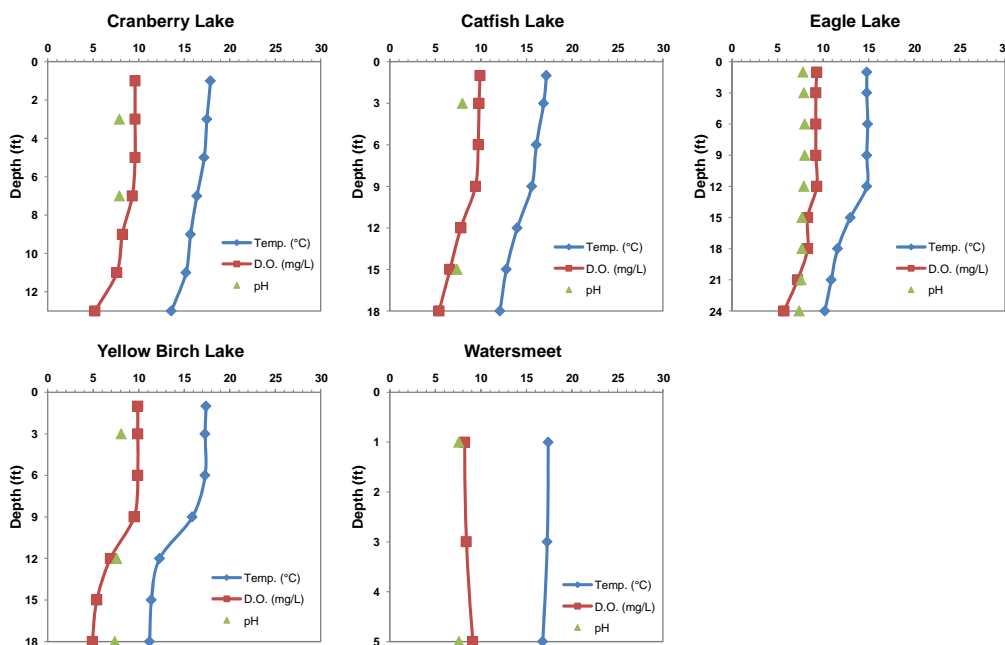 Cranberry Lake
0 5 10 15 20 25 30
Depth (ft)
0
2
4
6
8
10
12
Temp. (°C)
D.O. (mg/L)
pH
Catfish Lake
0 5 10 15 20 25 30
Depth (ft)
0
3
6
9
12
15
18
Temp. (°C)
D.O. (mg/L)
pH
Eagle Lake
0 5 10 15 20 25 30
Depth (ft)
0
3
6
9
12
15
18
21
24
Temp. (°C)
D.O. (mg/L)
pH
Yellow Birch Lake
0 5 10 15 20 25 30
Depth (ft)
0
3
6
9
12
15
18
Temp. (°C)
D.O. (mg/L)
pH
Watersmeet
0 5 10 15 20 25 30
Depth (ft)
0
1
2
3
4
5
Temp. (°C)
D.O. (mg/L)
pH